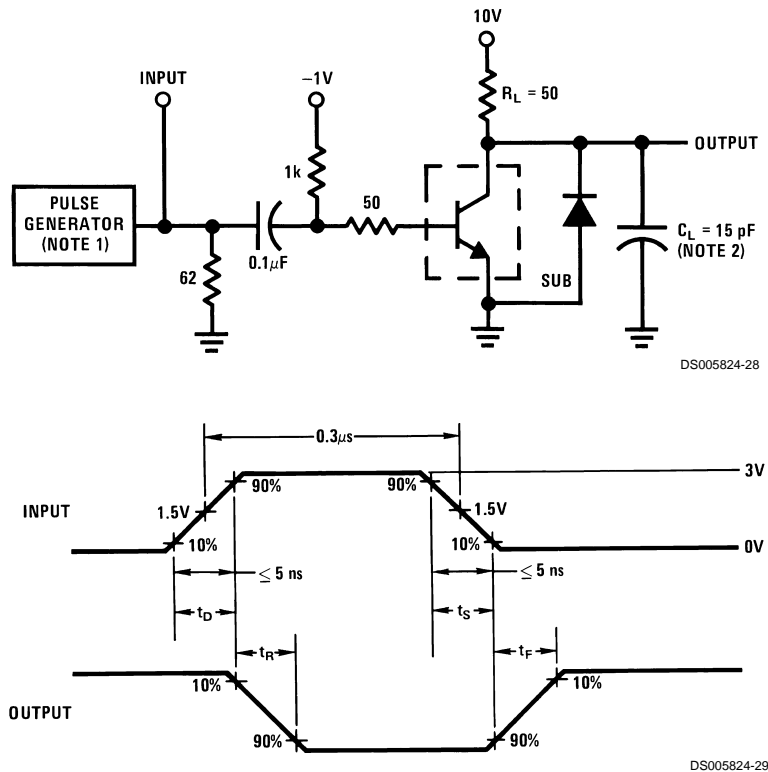 10V
INPUT
−1V
R_L = 50
1k
OUTPUT
PULSE
GENERATOR
(NOTE 1)
50
C_L = 15 pF
(NOTE 2)
0.1μF
62
SUB
DS005824-28
0.3μs
3V
90%
90%
INPUT
1.5V
1.5V
10%
10%
0V
≤ 5 ns
≤ 5 ns
t_D
t_S
t_R
t_F
10%
10%
OUTPUT
90%
90%
DS005824-29